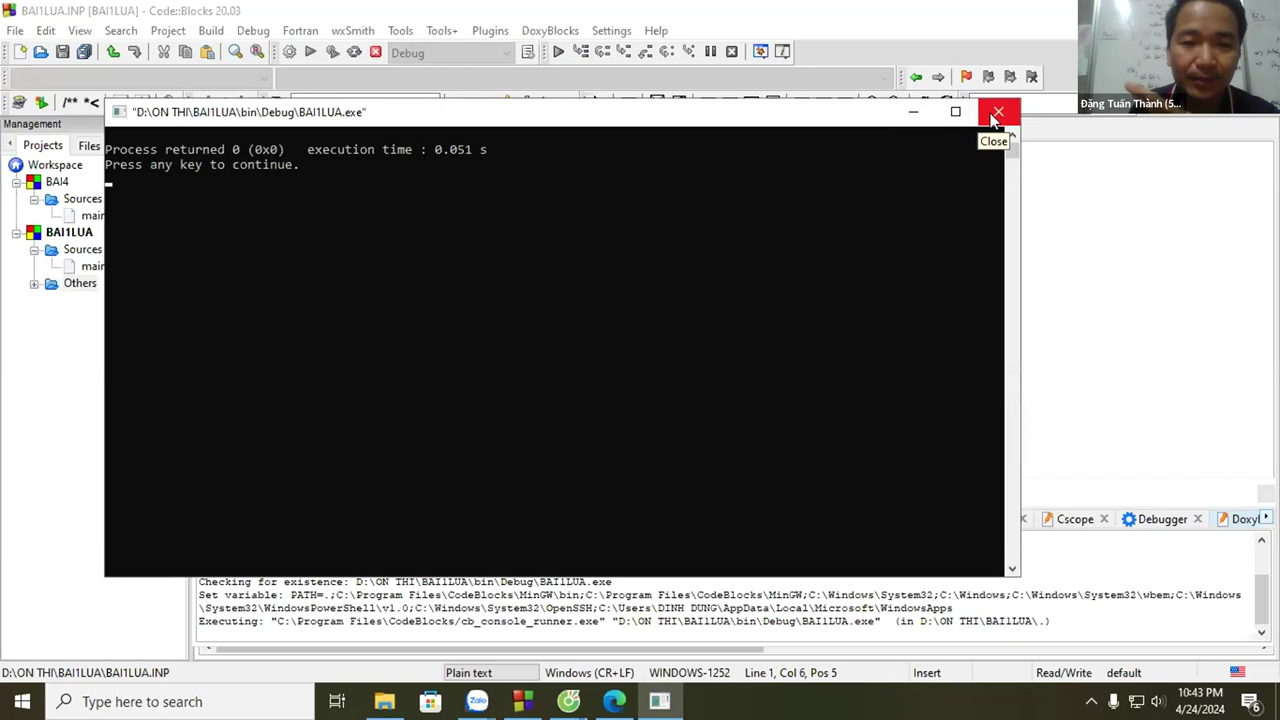 BAI1LUA.INP [BAI1LUA] - Code::Blocks 20.03
File Edit View Search Project Build Debug Fortran wxSmith Tools Tools+ Plugins DoxyBlocks Settings Help
Debug
/** *<
Đặng Tuấn Thành (5...
"D:\ON THI\BAI1LUA\bin\Debug\BAI1LUA.exe"
Close
Management
Projects Files
Workspace
BAI4
Sources
BAI1LUA
Sources
Others
Process returned 0 (0x0) execution time : 0.051 s
Press any key to continue.
Cscope Debugger
Checking for existence: D:\ON THI\BAI1LUA\bin\Debug\BAI1LUA.exe
Set variable: PATH=.;C:\Program Files\CodeBlocks\MinGW\bin;C:\Program Files\CodeBlocks\MinGW;C:\Windows\System32;C:\Windows;C:\Windows\System32\wbem;C:\Windows
\System32\WindowsPowerShell\v1.0;C:\Windows\System32\OpenSSH;C:\Users\DINH DUNG\AppData\Local\Microsoft\WindowsApps
Executing: "C:\Program Files\CodeBlocks/cb_console_runner.exe" "D:\ON THI\BAI1LUA\bin\Debug\BAI1LUA.exe" (in D:\ON THI\BAI1LUA\.)
D:\ON THI\BAI1LUA\BAI1LUA.INP Plain text Windows (CR+LF) WINDOWS-1252 Line 1, Col 6, Pos 5 Insert Read/Write default
Type here to search
Zalo
10:43 PM
4/24/2024
6